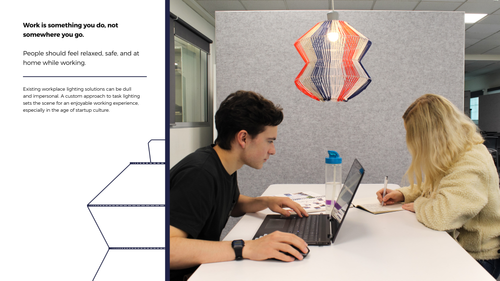 Work is something you do, not
somewhere you go.
People should feel relaxed, safe, and at
home while working.
Existing workplace lighting solutions can be dull
and impersonal. A custom approach to task lighting
sets the scene for an enjoyable working experience,
especially in the age of startup culture.